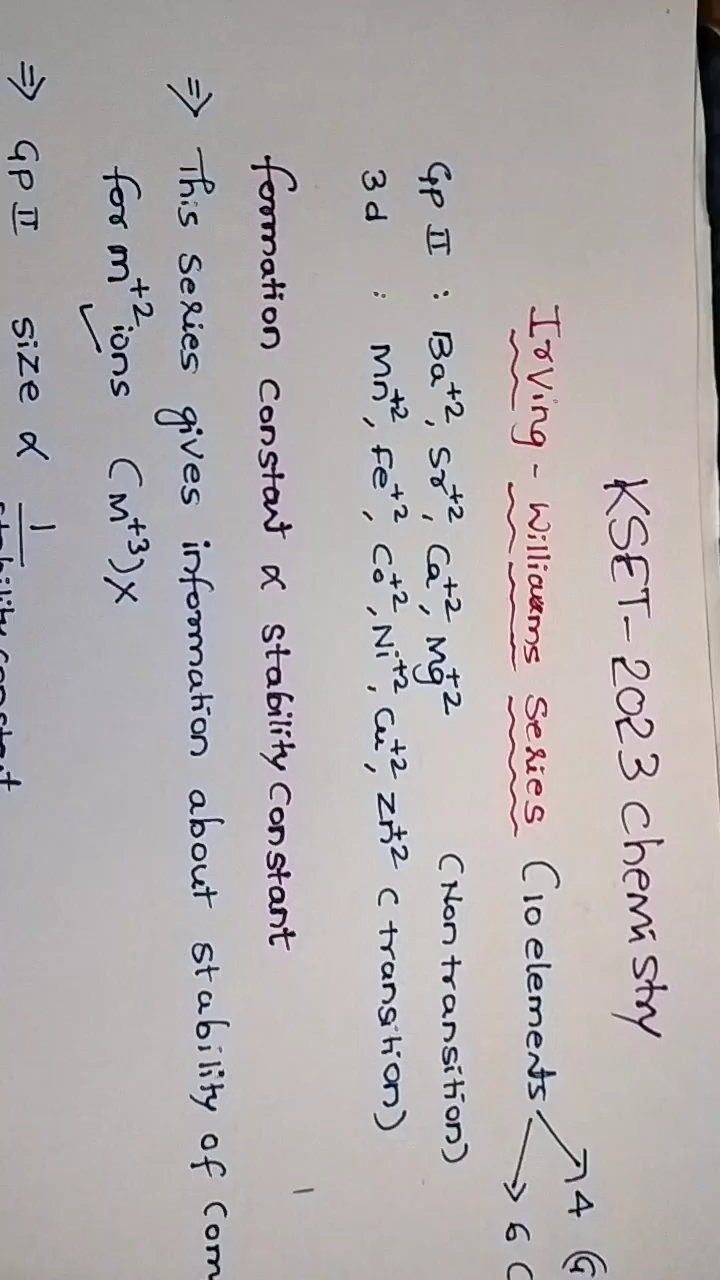 KSET-2023 Chemistry
Irving-Williams Series (10 elements → 4 (
→ 6 (
Gp II : Ba+2, Sr+2, Ca+2, Mg+2 (Non transition)
3d : Mn+2, Fe+2, Co+2, Ni+2, Cu+2, Zn+2 (transition)
formation constant α stability constant
⇒ This series gives information about stability of Com
for m+2 ions (M+3) X
⇒ Gp II size α 1
stability constant